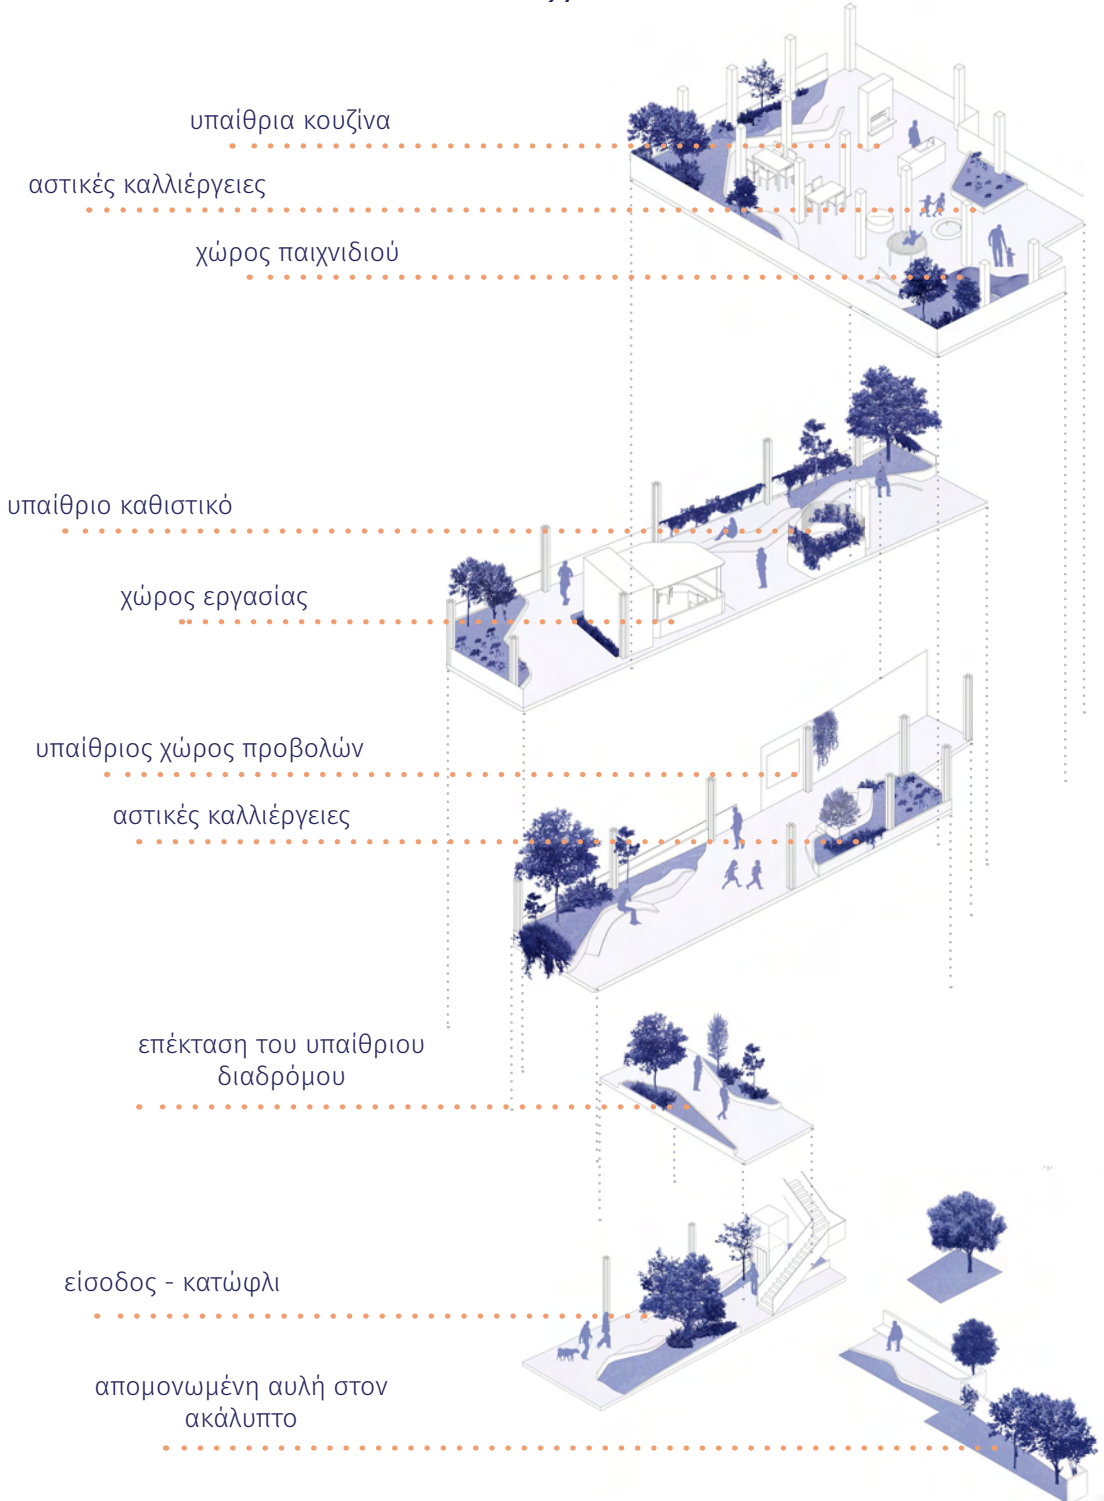 υπαίθρια κουζίνα
αστικές καλλιέργειες
χώρος παιχνιδιού
υπαίθριο καθιστικό
χώρος εργασίας
υπαίθριος χώρος προβολών
αστικές καλλιέργειες
επέκταση του υπαίθριου
διαδρόμου
είσοδος - κατώφλι
απομονωμένη αυλή στον
ακάλυπτο